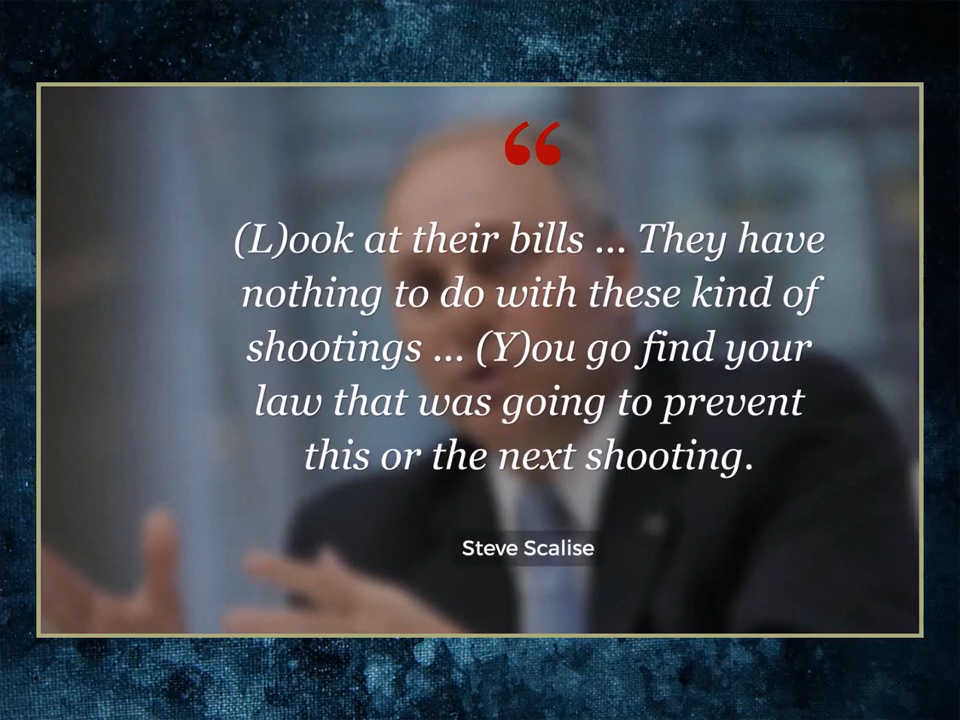 “
(L)ook at their bills ... They have
nothing to do with these kind of
shootings ... (Y)ou go find your
law that was going to prevent
this or the next shooting.
Steve Scalise